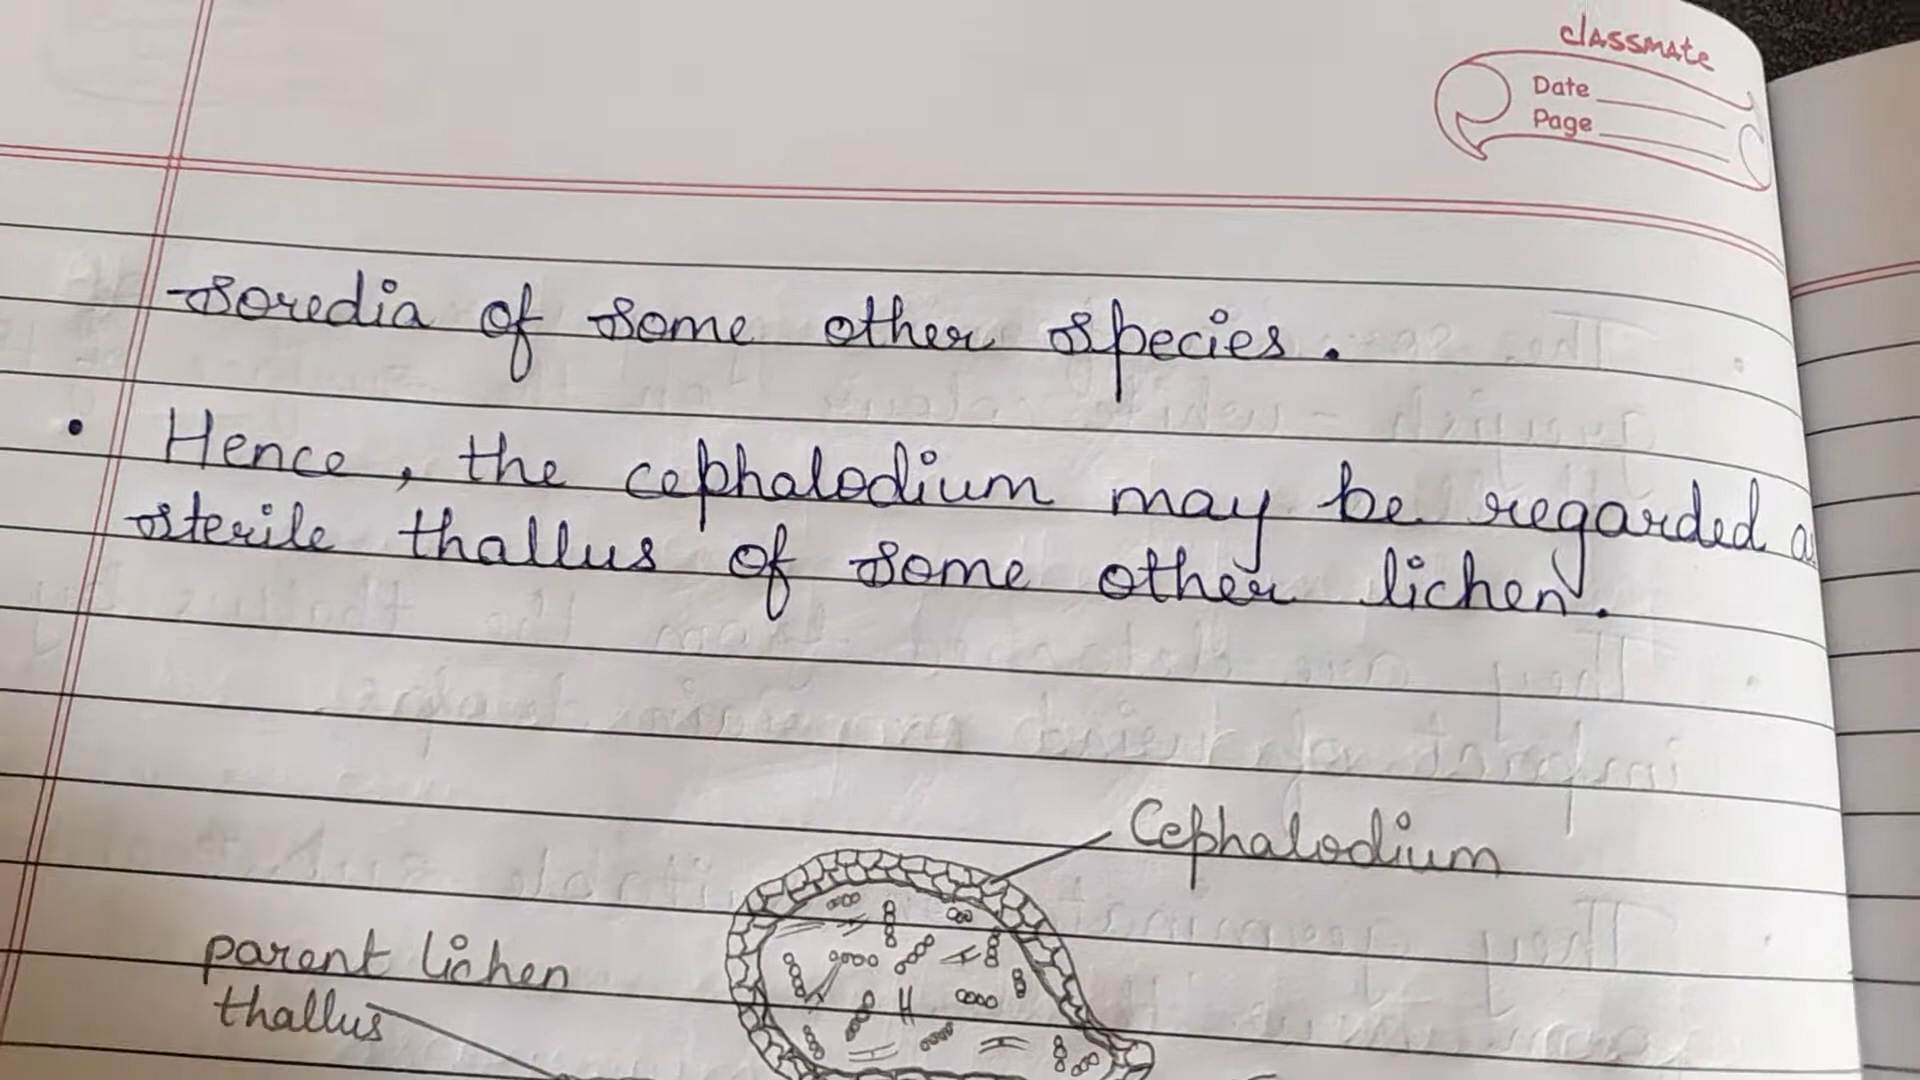 classmate
Date
Page
soredia of some other species.
• Hence, the cephalodium may be regarded as
sterile thallus of some other lichen.
Cephalodium
parent lichen
thallus